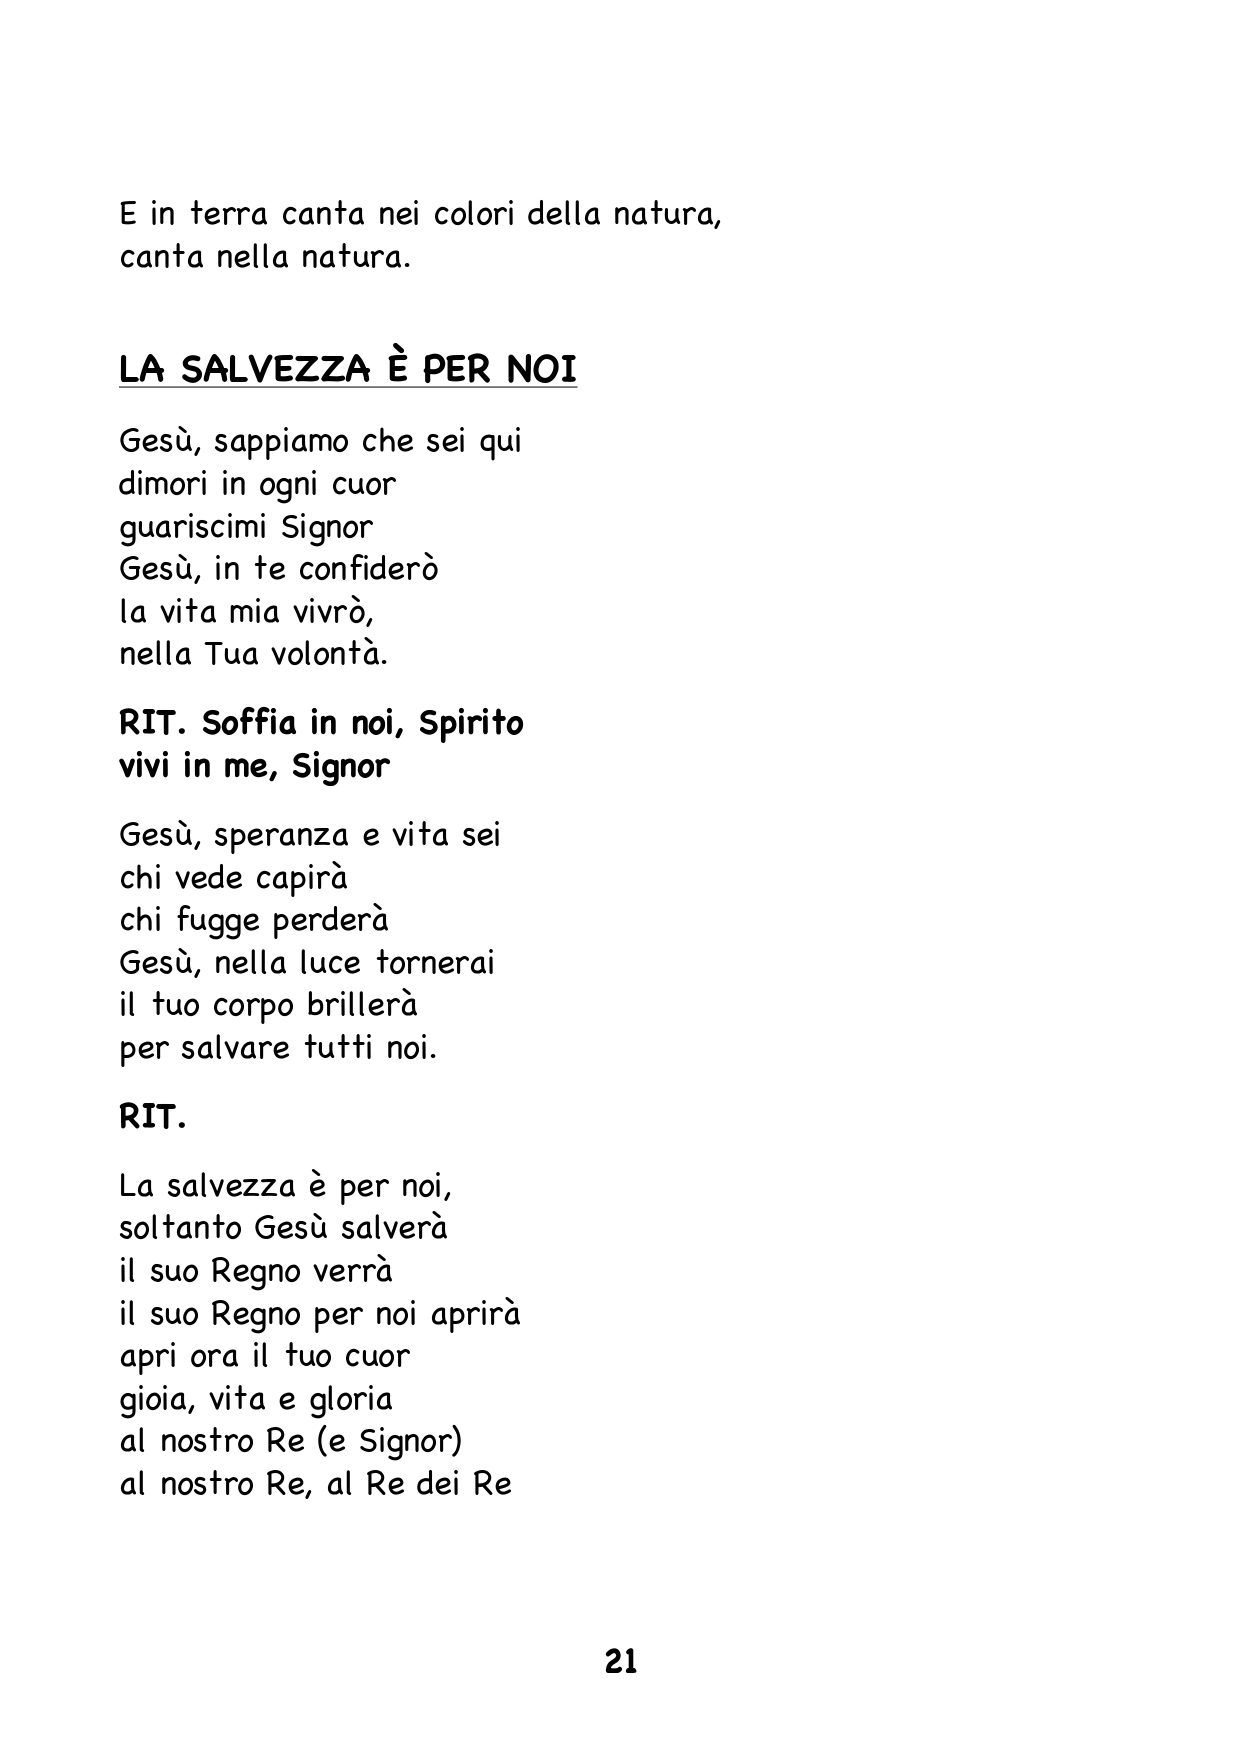 E in terra canta nei colori della natura,
canta nella natura.
LA SALVEZZA È PER NOI
Gesù, sappiamo che sei qui
dimori in ogni cuor
guariscimi Signor
Gesù, in te confiderò
la vita mia vivrò,
nella Tua volontà.
RIT. Soffia in noi, Spirito
vivi in me, Signor
Gesù, speranza e vita sei
chi vede capirà
chi fugge perderà
Gesù, nella luce tornerai
il tuo corpo brillerà
per salvare tutti noi.
RIT.
La salvezza è per noi,
soltanto Gesù salverà
il suo Regno verrà
il suo Regno per noi aprirà
apri ora il tuo cuor
gioia, vita e gloria
al nostro Re (e Signor)
al nostro Re, al Re dei Re
21